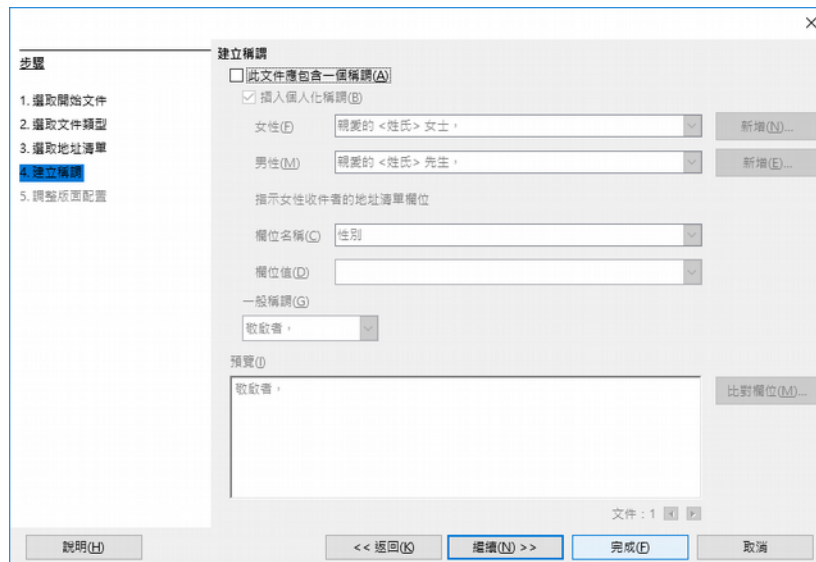 步驟
1. 選取開始文件
2. 選取文件類型
3. 選取地址清單
4. 建立稱謂
5. 調整版面配置
建立稱謂
此文件應包含一個稱謂(A)
插入個人化稱謂(B)
女性(F) 親愛的 <姓氏> 女士， 新增(N)...
男性(M) 親愛的 <姓氏> 先生， 新增(E)...
指示女性收件者的地址清單欄位
欄位名稱(C) 性別
欄位值(D)
一般稱謂(G)
敬啟者，
預覽(I)
敬啟者，
比對欄位(M)...
文件：1
說明(H) << 返回(K) 繼續(N) >> 完成(F) 取消